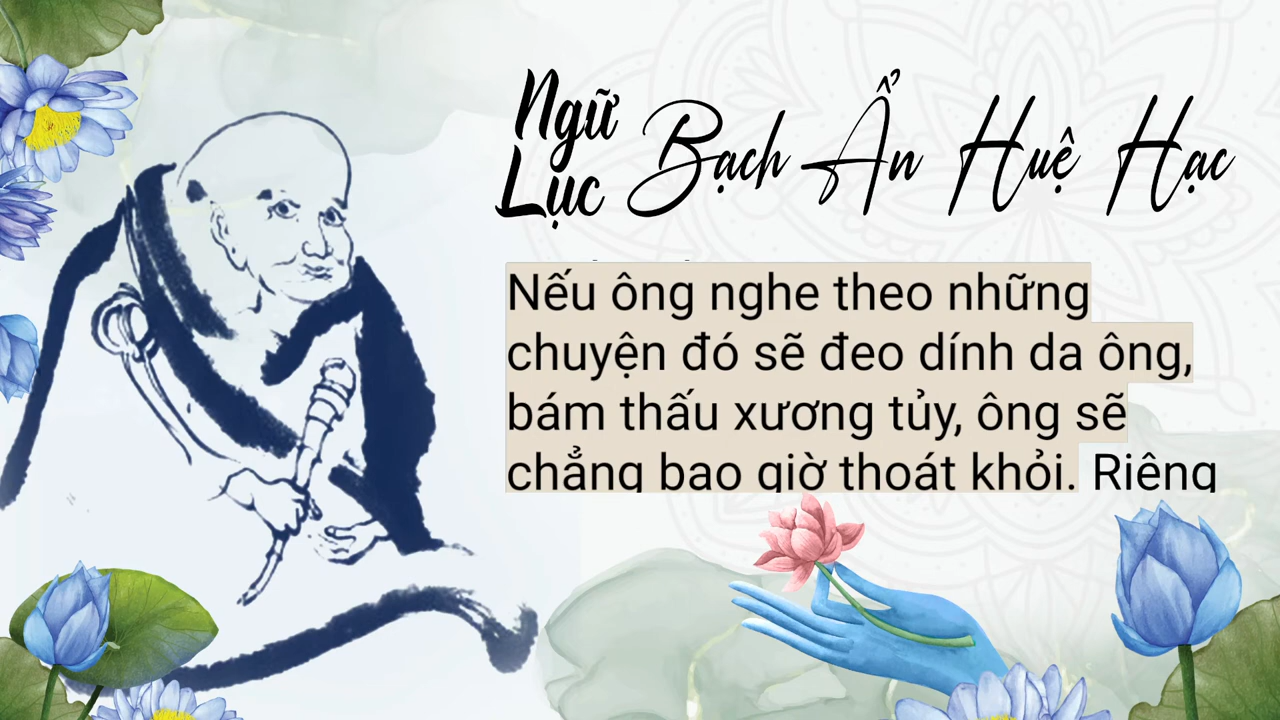 Ngữ Lục Bạch Ẩn Huệ Hạc
Nếu ông nghe theo những
chuyện đó sẽ đeo dính da ông,
bám thấu xương tủy, ông sẽ
chẳng bao giờ thoát khỏi. Riêng